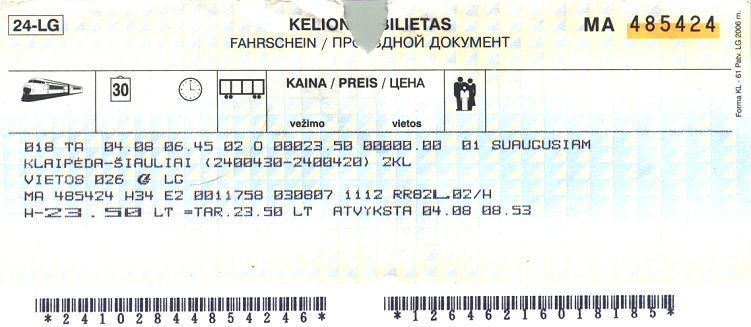 24-LG
KELION BILIETAS
MA 485424
FAHRSCHEIN / ПРОЕЗДНОЙ ДОКУМЕНТ
30
KAINA / PREIS / ЦЕНА
vežimo vietos
Forma KL - 61 Patv. LG 2006 m.
018 TA 04.08 06.45 02 0 00023.50 00000.00 01 SUAUGUSIAM
KLAIPĖDA-ŠIAULIAI (2400430-2400420) 2KL
VIETOS 026 LG
MA 485424 H34 E2 0011758 030807 1112 RR82L.02/H
H-23.50 LT =TAR.23.50 LT ATVYKSTA 04.08 08.53
*241028448454246*
*12646216018185*